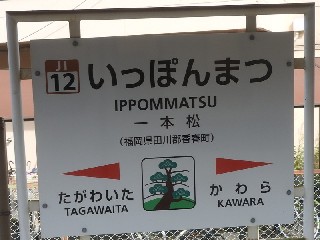 JI
12
いっぽんまつ
IPPOMMATSU
一本松
(福岡県田川郡香春町)
たがわいた
TAGAWAITA
かわら
KAWARA